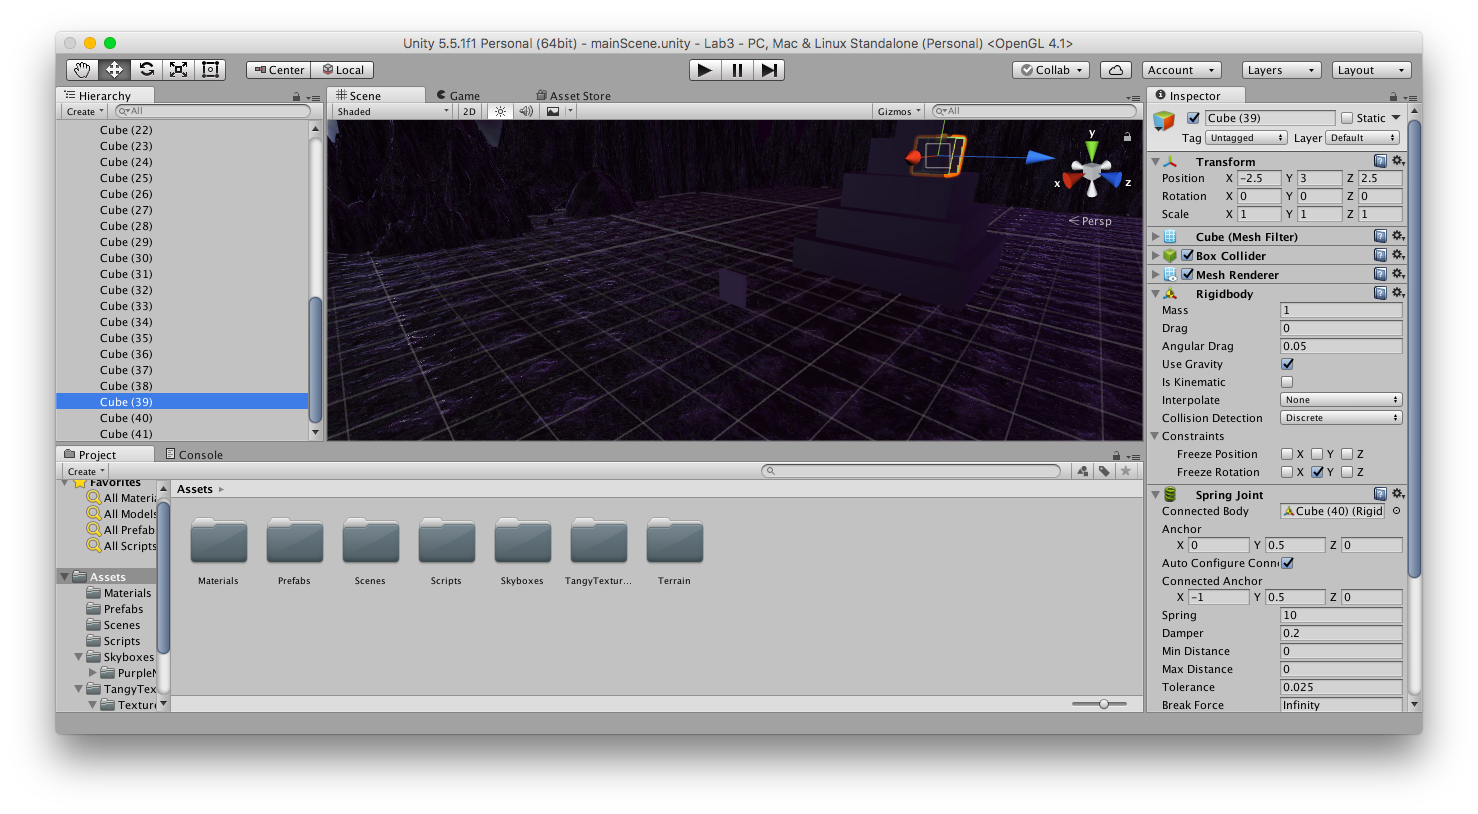 Unity 5.5.1f1 Personal (64bit) - mainScene.unity - Lab3 - PC, Mac & Linux Standalone (Personal) <OpenGL 4.1>
Center Local Collab Account Layers Layout
Hierarchy
Create All
Cube (22)
Cube (23)
Cube (24)
Cube (25)
Cube (26)
Cube (27)
Cube (28)
Cube (29)
Cube (30)
Cube (31)
Cube (32)
Cube (33)
Cube (34)
Cube (35)
Cube (36)
Cube (37)
Cube (38)
Cube (39)
Cube (40)
Cube (41)
Scene Game Asset Store
Shaded 2D Gizmos All
y
x z
Persp
Project Console
Create
Favorites
All Materia
All Models
All Prefab
All Scripts
Assets
Materials
Prefabs
Scenes
Scripts
Skyboxes
PurpleN
TangyTex
Texture
Assets
Materials Prefabs Scenes Scripts Skyboxes TangyTextur... Terrain
Inspector
Cube (39) Static
Tag Untagged Layer Default
Transform
Position X -2.5 Y 3 Z 2.5
Rotation X 0 Y 0 Z 0
Scale X 1 Y 1 Z 1
Cube (Mesh Filter)
Box Collider
Mesh Renderer
Rigidbody
Mass 1
Drag 0
Angular Drag 0.05
Use Gravity
Is Kinematic
Interpolate None
Collision Detection Discrete
Constraints
Freeze Position X Y Z
Freeze Rotation X Y Z
Spring Joint
Connected Body Cube (40) (Rigid
Anchor
X 0 Y 0.5 Z 0
Auto Configure Conn
Connected Anchor
X -1 Y 0.5 Z 0
Spring 10
Damper 0.2
Min Distance 0
Max Distance 0
Tolerance 0.025
Break Force Infinity